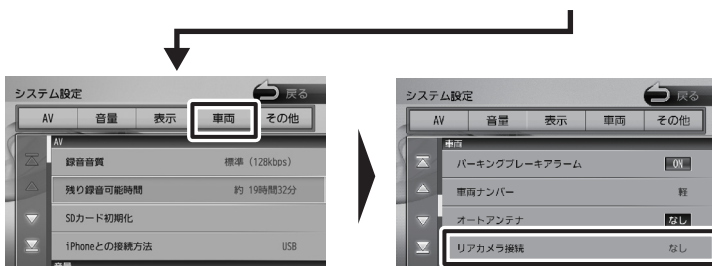 システム設定
戻る
AV 音量 表示 車両 その他
AV
録音音質 標準 (128kbps)
残り録音可能時間 約 19時間32分
SDカード初期化
iPhoneとの接続方法 USB
音量
システム設定
戻る
AV 音量 表示 車両 その他
車両
パーキングブレーキアラーム ON
車両ナンバー 軽
オートアンテナ なし
リアカメラ接続 なし